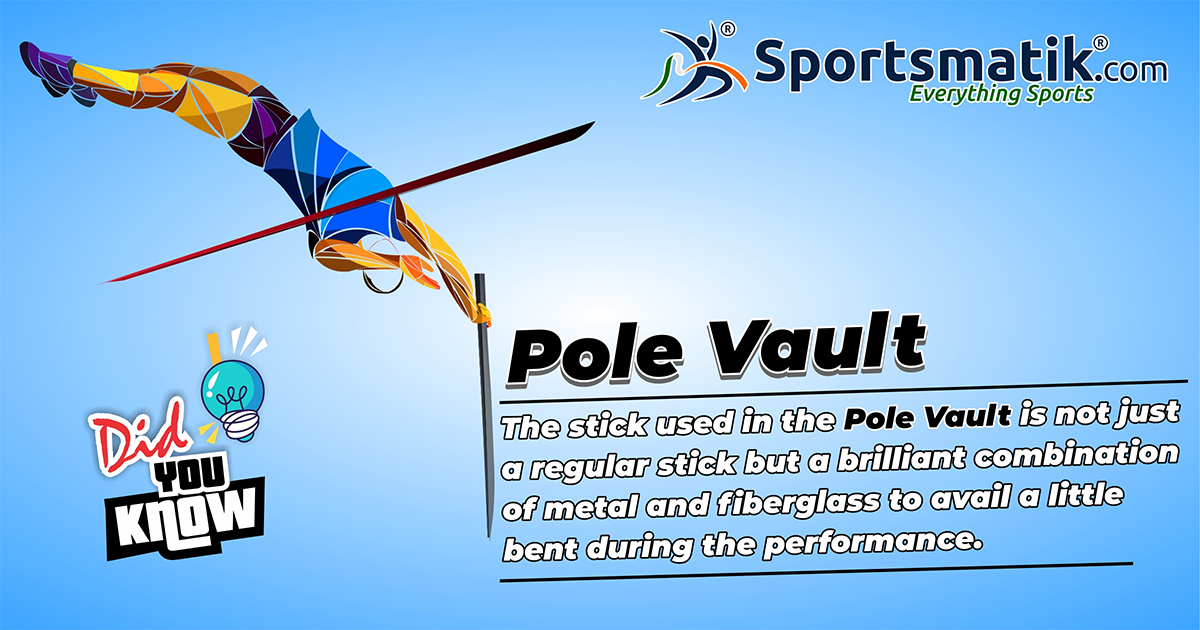 Sportsmatik®.com
®
Everything Sports
Pole Vault
The stick used in the Pole Vault is not just
a regular stick but a brilliant combination
of metal and fiberglass to avail a little
bent during the performance.
Did
YOU
KNOW